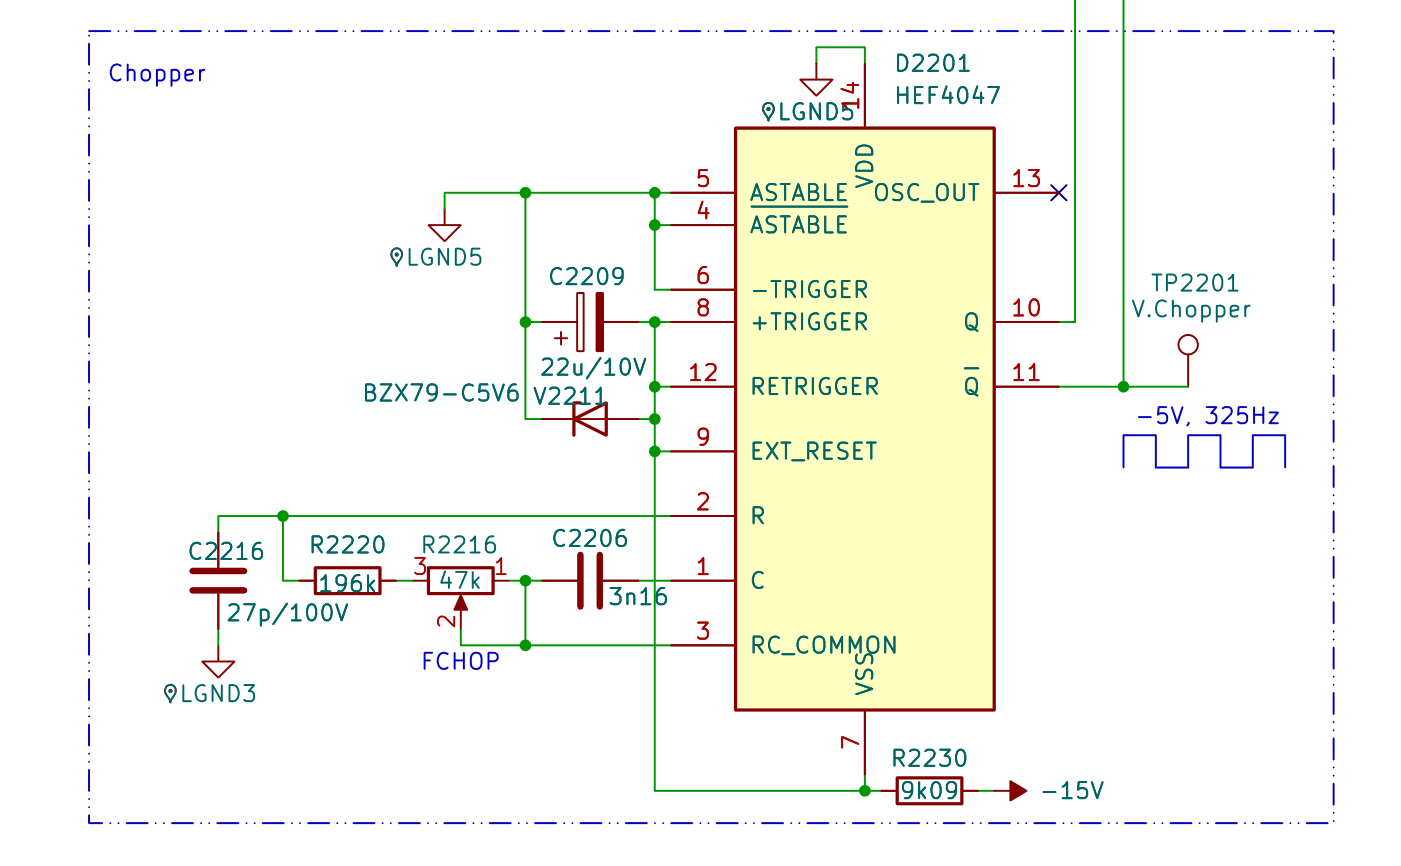 Chopper
D2201
HEF4047
LGND5
14
VDD
5
ASTABLE
OSC_OUT
13
4
ASTABLE
LGND5
C2209
+
22u/10V
6
-TRIGGER
8
+TRIGGER
Q
10
TP2201
V.Chopper
BZX79-C5V6
V2211
12
RETRIGGER
Q
11
-5V, 325Hz
9
EXT_RESET
2
R
C2216
27p/100V
LGND3
R2220
196k
R2216
3
47k
1
2
FCHOP
C2206
3n16
1
C
3
RC_COMMON
VSS
7
R2230
9k09
-15V